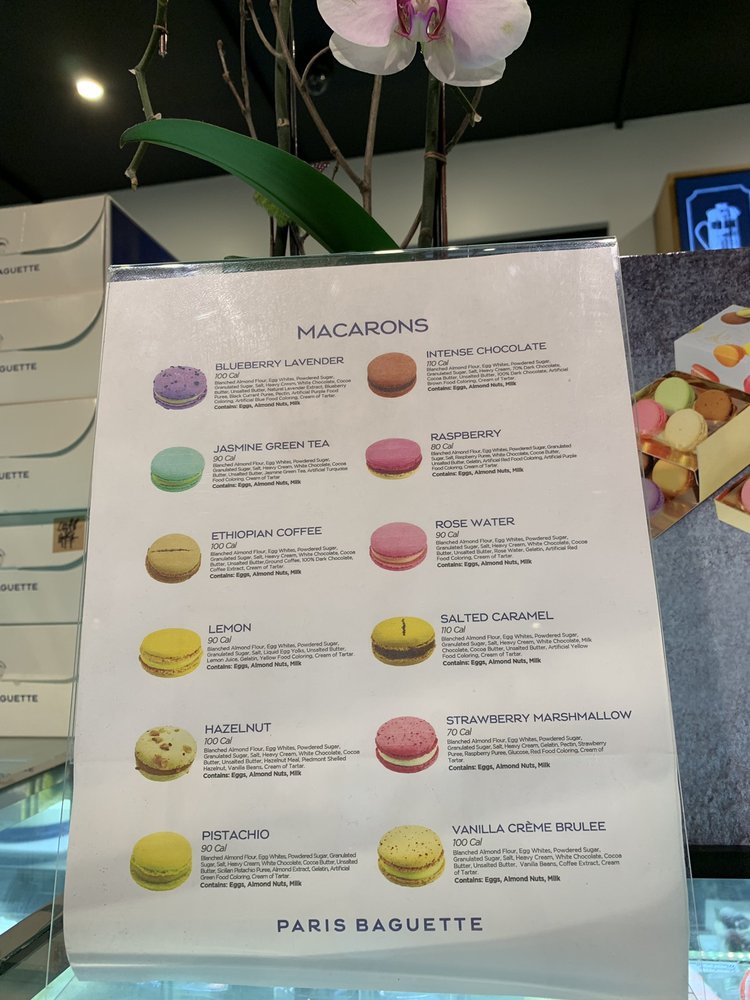 MACARONS
BLUEBERRY LAVENDER
100 Cal
Blanched Almond Flour, Egg Whites, Powdered Sugar,
Granulated Sugar, Salt, Heavy Cream, White Chocolate, Cocoa
Butter, Unsalted Butter, Natural Lavender Extract, Blueberry
Puree, Black Currant Puree, Pectin, Artificial Purple Food
Coloring, Artificial Blue Food Coloring, Cream of Tartar.
Contains: Eggs, Almond Nuts, Milk
JASMINE GREEN TEA
90 Cal
Blanched Almond Flour, Egg Whites, Powdered Sugar,
Granulated Sugar, Salt, Heavy Cream, White Chocolate, Cocoa
Butter, Unsalted Butter, Jasmine Green Tea, Artificial Turquoise
Food Coloring, Cream of Tartar.
Contains: Eggs, Almond Nuts, Milk
ETHIOPIAN COFFEE
100 Cal
Blanched Almond Flour, Egg Whites, Powdered Sugar,
Granulated Sugar, Salt, Heavy Cream, White Chocolate, Cocoa
Butter, Unsalted Butter,Ground Coffee, 100% Dark Chocolate,
Coffee Extract, Cream of Tartar.
Contains: Eggs, Almond Nuts, Milk
LEMON
90 Cal
Blanched Almond Flour, Egg Whites, Powdered Sugar,
Granulated Sugar, Salt, Liquid Egg Yolks, Unsalted Butter,
Lemon Juice, Gelatin, Yellow Food Coloring, Cream of Tartar.
Contains: Eggs, Almond Nuts, Milk
HAZELNUT
100 Cal
Blanched Almond Flour, Egg Whites, Powdered Sugar,
Granulated Sugar, Salt, Heavy Cream, White Chocolate, Cocoa
Butter, Unsalted Butter, Hazelnut Meal, Piedmont Shelled
Hazelnut, Vanilla Beans, Cream of Tartar.
Contains: Eggs, Almond Nuts, Milk
PISTACHIO
90 Cal
Blanched Almond Flour, Egg Whites, Powdered Sugar, Granulated
Sugar, Salt, Heavy Cream, White Chocolate, Cocoa Butter, Unsalted
Butter, Sicilian Pistachio Puree, Almond Extract, Gelatin, Artificial
Green Food Coloring, Cream of Tartar.
Contains: Eggs, Almond Nuts, Milk
INTENSE CHOCOLATE
110 Cal
Blanched Almond Flour, Egg Whites, Powdered Sugar,
Granulated Sugar, Salt, Heavy Cream, 70% Dark Chocolate,
Cocoa Butter, Unsalted Butter, 100% Dark Chocolate, Artificial
Brown Food Coloring, Cream of Tartar.
Contains: Eggs, Almond Nuts, Milk
RASPBERRY
80 Cal
Blanched Almond Flour, Egg Whites, Powdered Sugar, Granulated
Sugar, Salt, Raspberry Puree, White Chocolate, Cocoa Butter,
Unsalted Butter, Gelatin, Artificial Red Food Coloring, Artificial Purple
Food Coloring, Cream of Tartar.
Contains: Eggs, Almond Nuts, Milk
ROSE WATER
90 Cal
Blanched Almond Flour, Egg Whites, Powdered Sugar,
Granulated Sugar, Salt, Heavy Cream, White Chocolate, Cocoa
Butter, Unsalted Butter, Rose Water, Gelatin, Artificial Red
Food Coloring, Cream of Tartar.
Contains: Eggs, Almond Nuts, Milk
SALTED CARAMEL
110 Cal
Blanched Almond Flour, Egg Whites, Powdered Sugar,
Granulated Sugar, Salt, Heavy Cream, White Chocolate, Milk
Chocolate, Cocoa Butter, Unsalted Butter, Artificial Yellow
Food Coloring, Cream of Tartar.
Contains: Eggs, Almond Nuts, Milk
STRAWBERRY MARSHMALLOW
70 Cal
Blanched Almond Flour, Egg Whites, Powdered Sugar,
Granulated Sugar, Salt, Heavy Cream, Gelatin, Pectin, Strawberry
Puree, Raspberry Puree, Glucose, Red Food Coloring, Cream of
Tartar.
Contains: Eggs, Almond Nuts, Milk
VANILLA CRÈME BRULEE
100 Cal
Blanched Almond Flour, Egg Whites, Powdered Sugar,
Granulated Sugar, Salt, Heavy Cream, White Chocolate, Cocoa
Butter, Unsalted Butter, Vanilla Beans, Coffee Extract, Cream
of Tartar.
Contains: Eggs, Almond Nuts, Milk
PARIS BAGUETTE
AGUETTE
GUETTE
GUETTE
GUETTE
GUETTE